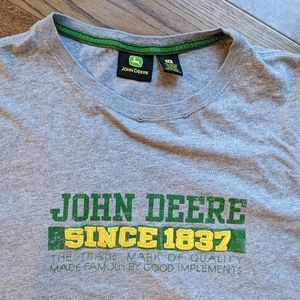 JOHN DEERE
JOHN DEERE
SINCE 1837
THE TRADE MARK OF QUALITY
MADE FAMOUS BY GOOD IMPLEMENTS